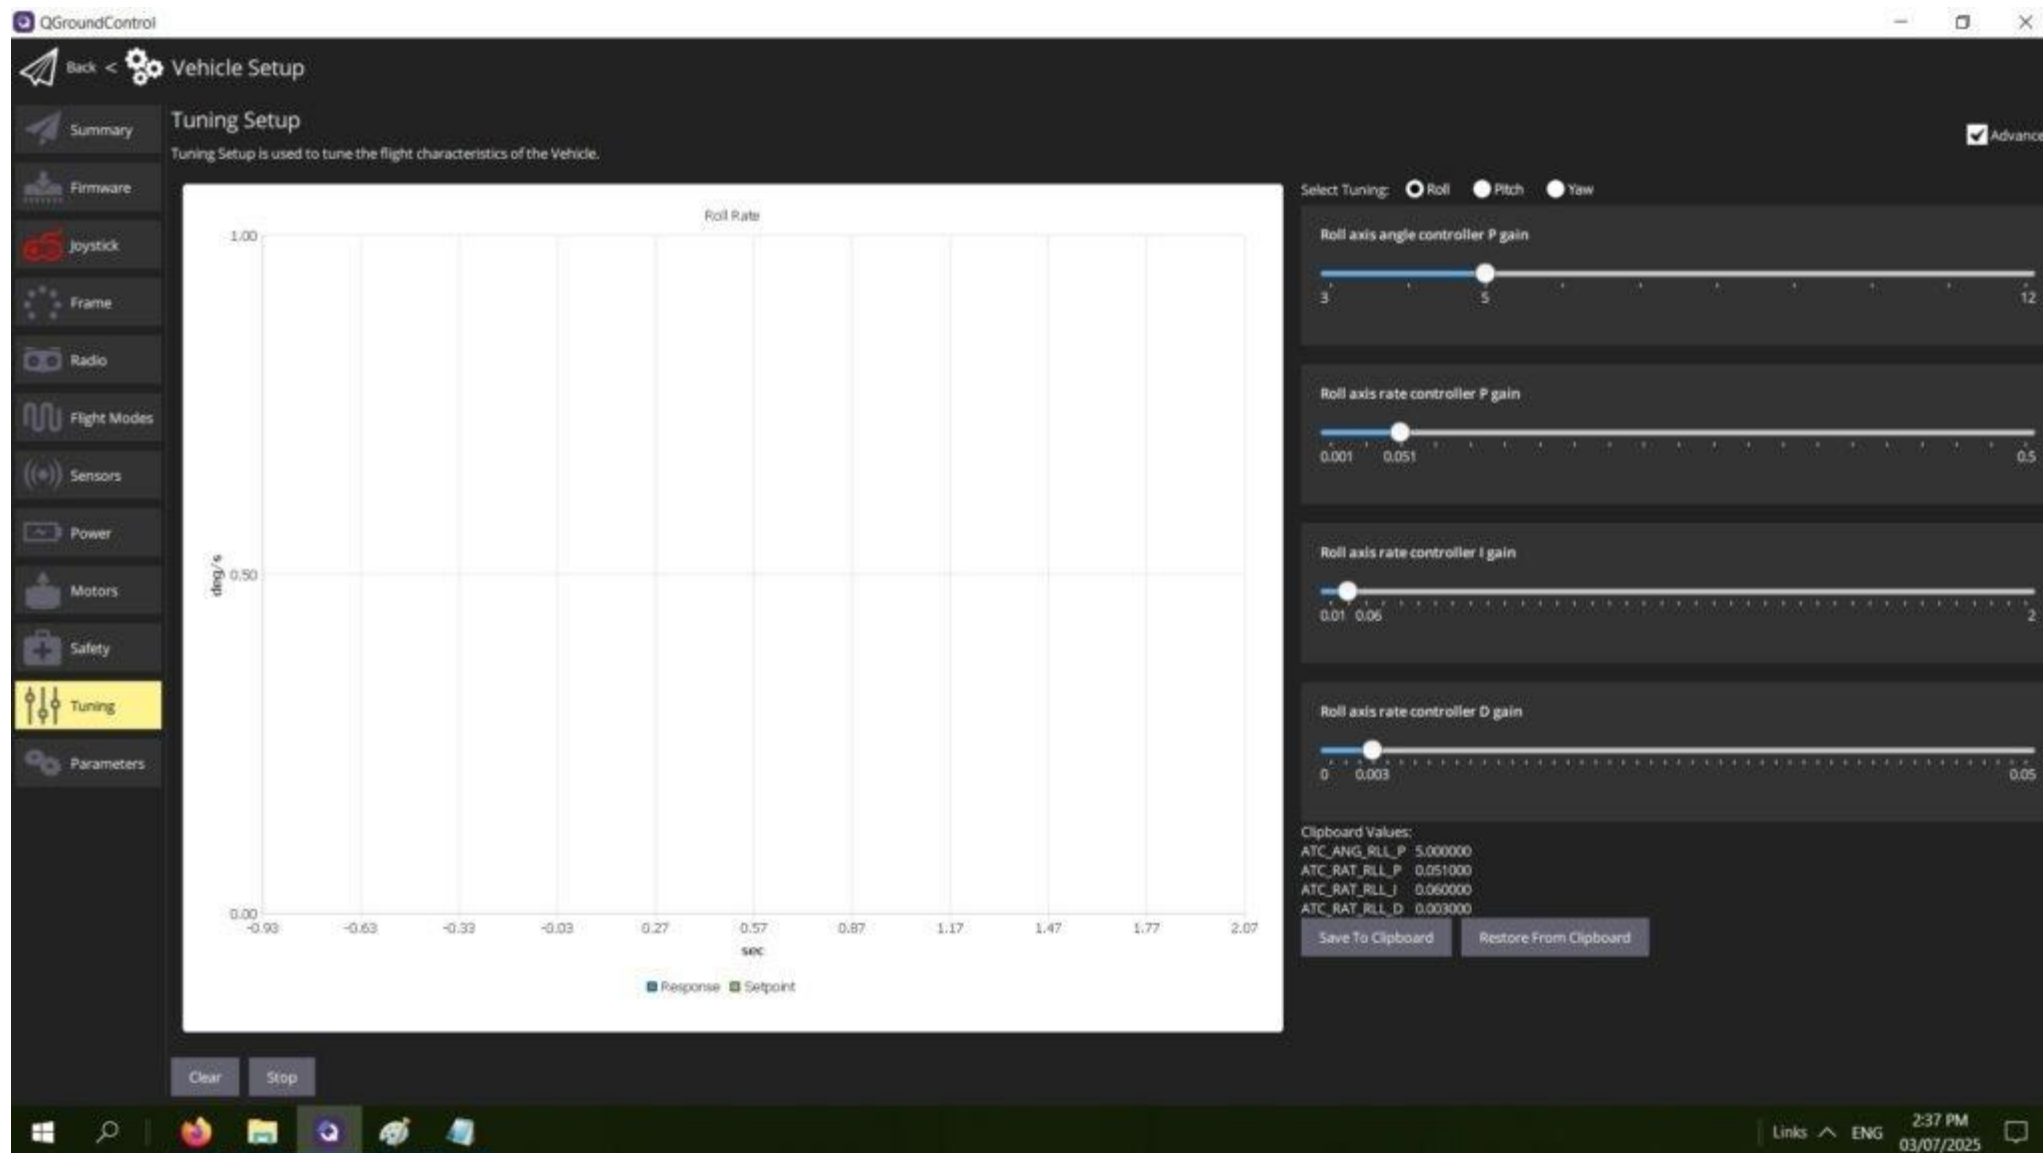 QGroundControl
Back < Vehicle Setup
Summary
Firmware
Joystick
Frame
Radio
Flight Modes
Sensors
Power
Motors
Safety
Tuning
Parameters
Tuning Setup
Tuning Setup is used to tune the flight characteristics of the Vehicle.
Advance
Roll Rate
1.00
0.50
0.00
deg/s
-0.93 -0.63 -0.33 -0.03 0.27 0.57 0.87 1.17 1.47 1.77 2.07
sec
Response Setpoint
Clear Stop
Select Tuning: Roll Pitch Yaw
Roll axis angle controller P gain
3 5 12
Roll axis rate controller P gain
0.001 0.051 0.5
Roll axis rate controller I gain
0.01 0.06 2
Roll axis rate controller D gain
0 0.003 0.05
Clipboard Values:
ATC_ANG_RLL_P 5.000000
ATC_RAT_RLL_P 0.051000
ATC_RAT_RLL_I 0.060000
ATC_RAT_RLL_D 0.003000
Save To Clipboard Restore From Clipboard
Links ENG 2:37 PM
03/07/2025